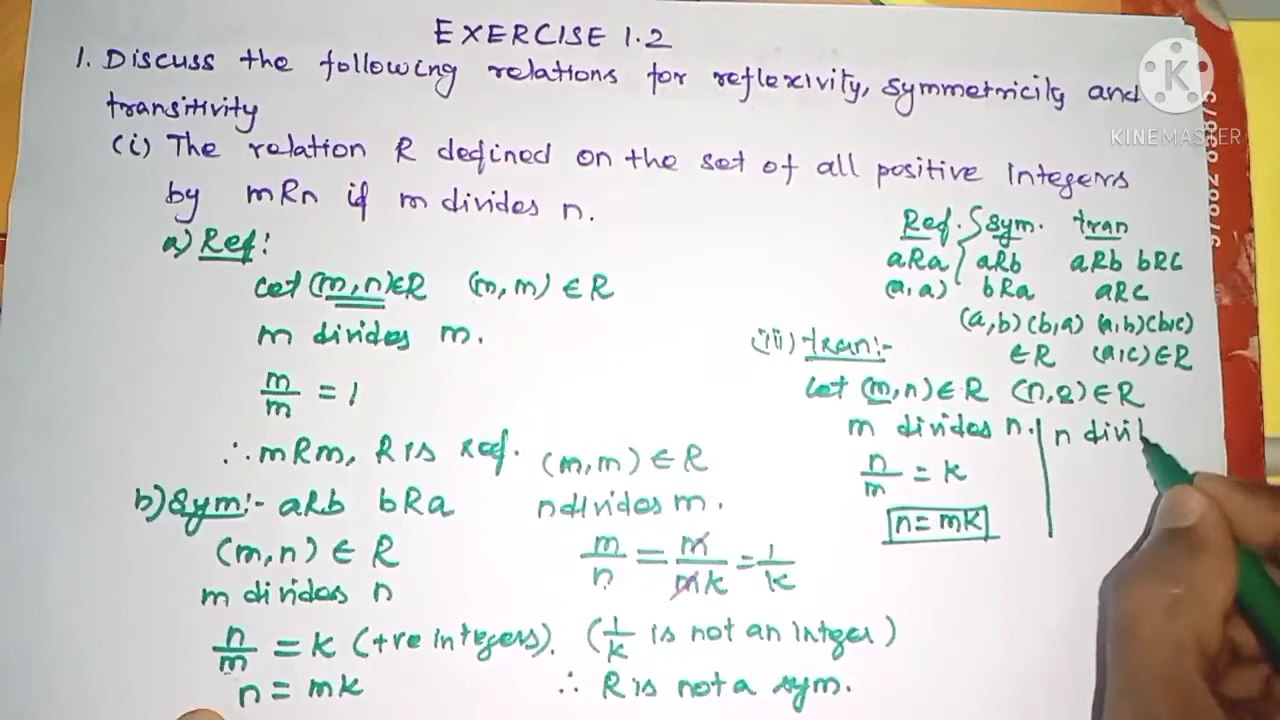 EXERCISE 1.2
1. Discuss the following relations for reflexivity, symmetricity and
transitivity
(i) The relation R defined on the set of all positive integers
by mRn if m divides n.
a) Ref:
Let (m,n)∈R (m,m) ∈ R
m divides m.
m/m = 1
∴ mRm, R is Ref.
b) Sym:- aRb bRa
(m,n) ∈ R
m divides n
n/m = k (+ve integers).
n = mk
(m,m) ∈ R
n divides m.
m/n = m/mk = 1/k
(1/k is not an integer)
∴ R is not a sym.
Ref. Sym. tran
aRa aRb aRb bRC
(a,a) bRa aRC
(a,b)(b,a) (a,b)(b,c)
∈R (a,c)∈R
(iii) tran:-
Let (m,n)∈R (n,2)∈R
m divides n. n divi
n/m = k
n = mk
K
KINEMASTER